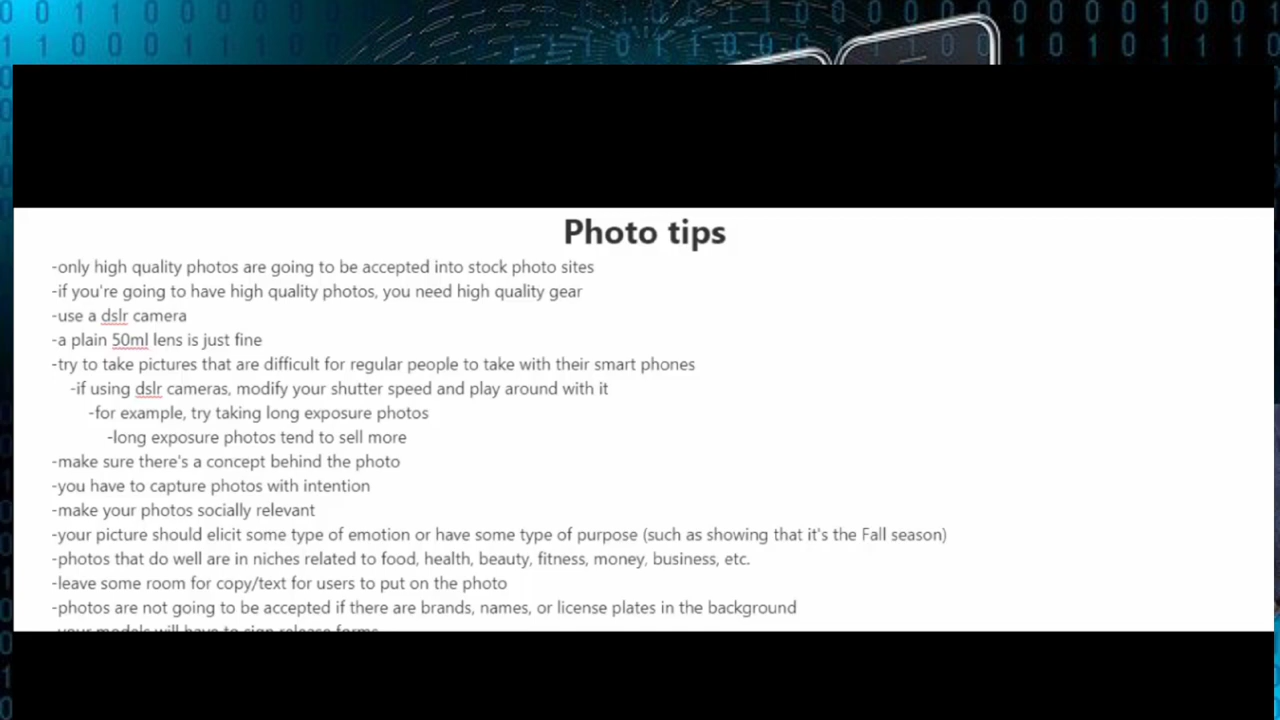 Photo tips
-only high quality photos are going to be accepted into stock photo sites
-if you're going to have high quality photos, you need high quality gear
-use a dslr camera
-a plain 50ml lens is just fine
-try to take pictures that are difficult for regular people to take with their smart phones
-if using dslr cameras, modify your shutter speed and play around with it
-for example, try taking long exposure photos
-long exposure photos tend to sell more
-make sure there's a concept behind the photo
-you have to capture photos with intention
-make your photos socially relevant
-your picture should elicit some type of emotion or have some type of purpose (such as showing that it's the Fall season)
-photos that do well are in niches related to food, health, beauty, fitness, money, business, etc.
-leave some room for copy/text for users to put on the photo
-photos are not going to be accepted if there are brands, names, or license plates in the background
-your models will have to sign release forms